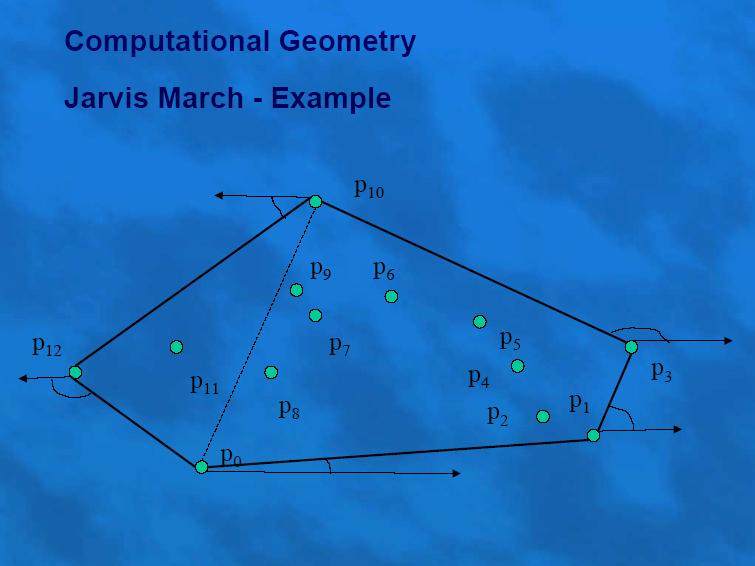 Computational Geometry
Jarvis March - Example
p10
p9 p6
p12 p7 p5 p3
p11 p8 p4 p2 p1
p0